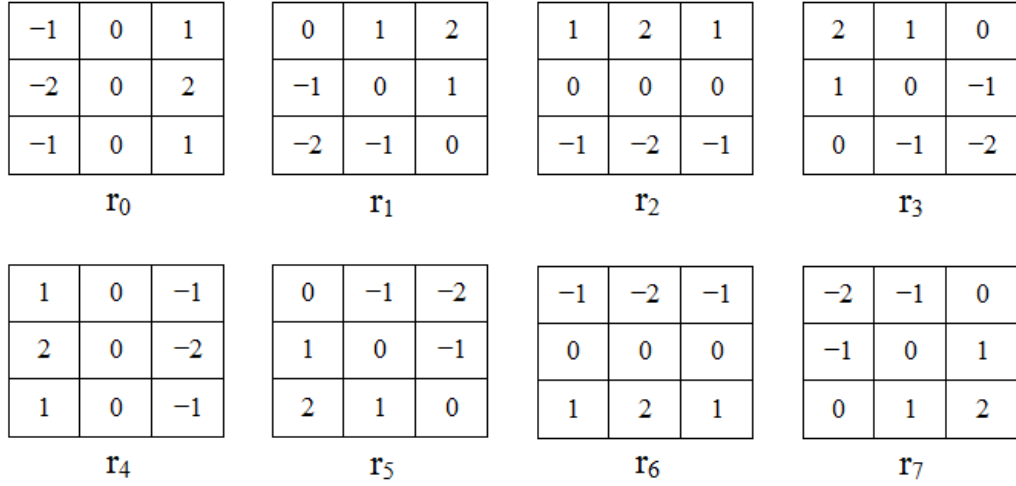 −1 0 1 0 1 2 1 2 1 2 1 0
−2 0 2 −1 0 1 0 0 0 1 0 −1
−1 0 1 −2 −1 0 −1 −2 −1 0 −1 −2
r₀ r₁ r₂ r₃
1 0 −1 0 −1 −2 −1 −2 −1 −2 −1 0
2 0 −2 1 0 −1 0 0 0 −1 0 1
1 0 −1 2 1 0 1 2 1 0 1 2
r₄ r₅ r₆ r₇